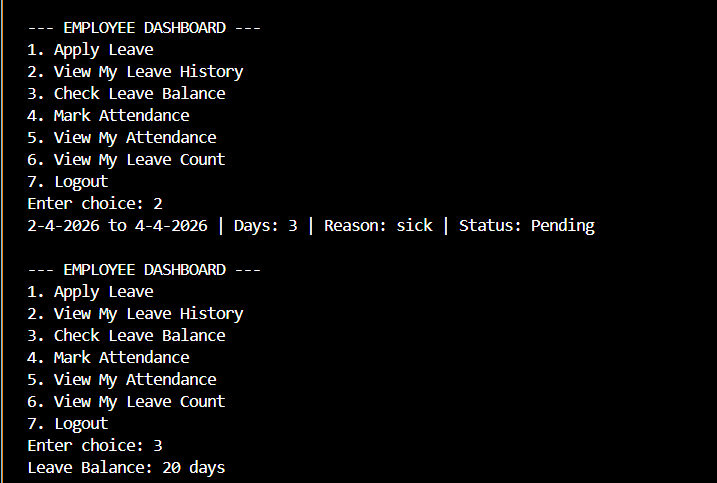 --- EMPLOYEE DASHBOARD ---
1. Apply Leave
2. View My Leave History
3. Check Leave Balance
4. Mark Attendance
5. View My Attendance
6. View My Leave Count
7. Logout
Enter choice: 2
2-4-2026 to 4-4-2026 | Days: 3 | Reason: sick | Status: Pending

--- EMPLOYEE DASHBOARD ---
1. Apply Leave
2. View My Leave History
3. Check Leave Balance
4. Mark Attendance
5. View My Attendance
6. View My Leave Count
7. Logout
Enter choice: 3
Leave Balance: 20 days